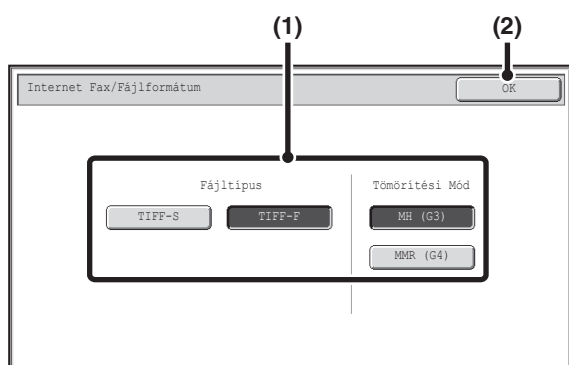 (1) (2)
Internet Fax/Fájlformátum OK
Fájltípus Tömörítési Mód
TIFF-S TIFF-F MH (G3)
MMR (G4)